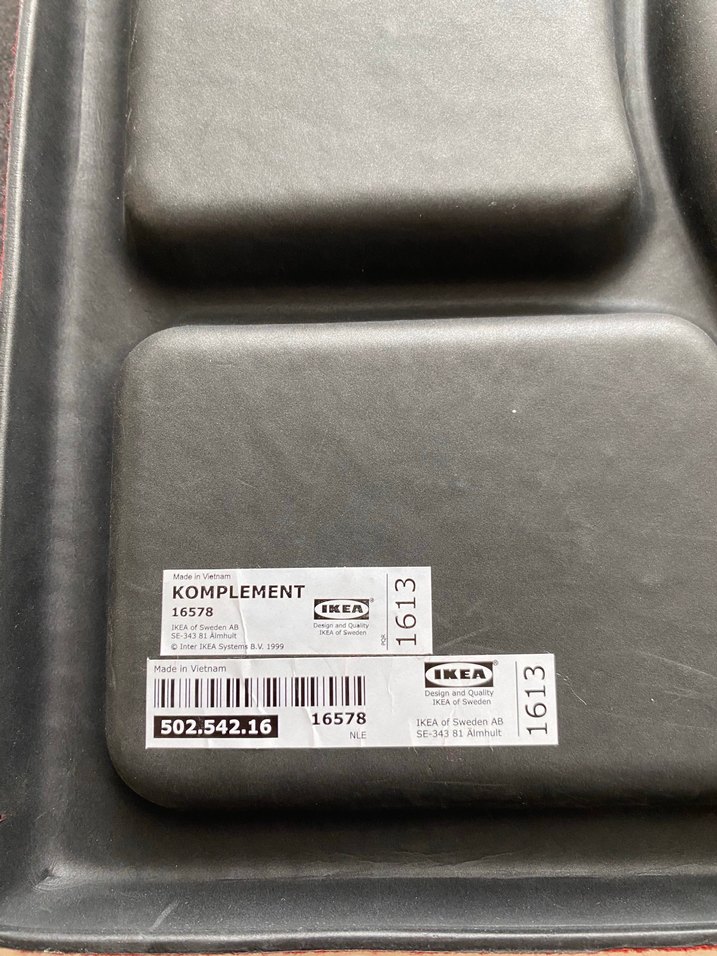 Made in Vietnam
KOMPLEMENT
16578
IKEA of Sweden AB
SE-343 81 Älmhult
© Inter IKEA Systems B.V. 1999
IKEA®
Design and Quality
IKEA of Sweden
PQR
1613
Made in Vietnam
502.542.16
16578
NLE
IKEA®
Design and Quality
IKEA of Sweden
IKEA of Sweden AB
SE-343 81 Älmhult
1613